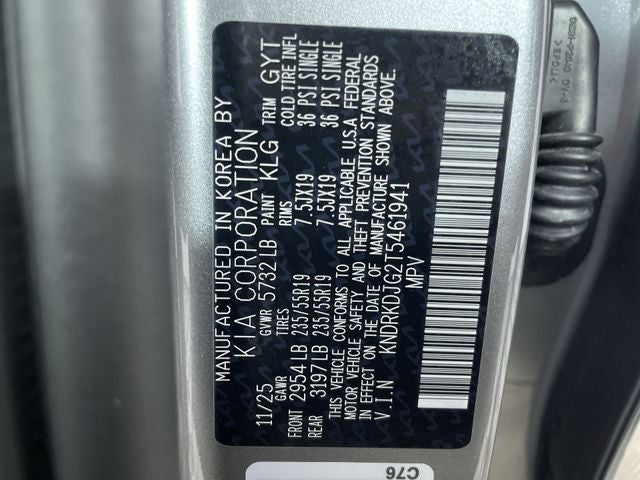 MANUFACTURED IN KOREA BY
KIA CORPORATION
11/25 GVWR 5732 LB PAINT KLG TRIM GYT
GAWR TIRES RIMS COLD TIRE INFL
FRONT 2954 LB 235/55R19 7.5JX19 36 PSI SINGLE
REAR 3197 LB 235/55R19 7.5JX19 36 PSI SINGLE
THIS VEHICLE CONFORMS TO ALL APPLICABLE U.S.A FEDERAL
MOTOR VEHICLE SAFETY AND THEFT PREVENTION STANDARDS
IN EFFECT ON THE DATE OF MANUFACTURE SHOWN ABOVE.
V.I.N KNDRKDJG2T5461941
MPV
C76
>EPDM<